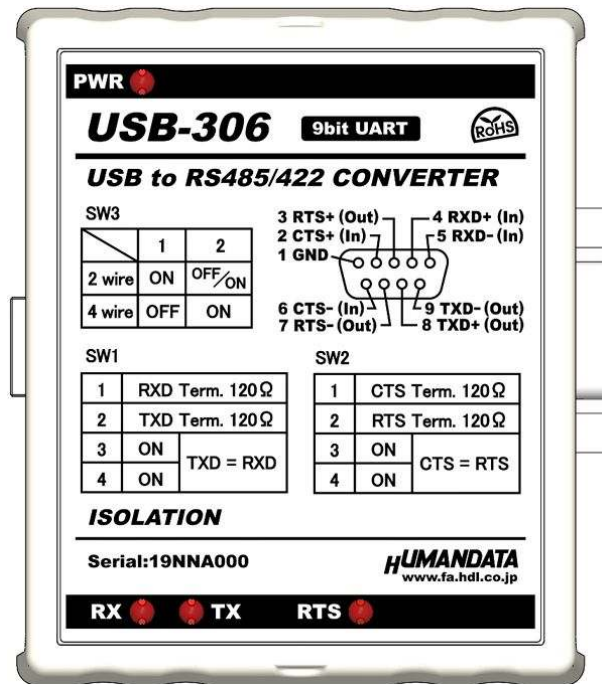 PWR
USB-306 9bit UART RoHS
USB to RS485/422 CONVERTER
SW3
1 2
2 wire ON OFF/ON
4 wire OFF ON
3 RTS+ (Out) 4 RXD+ (In)
2 CTS+ (In) 5 RXD- (In)
1 GND
6 CTS- (In) 9 TXD- (Out)
7 RTS- (Out) 8 TXD+ (Out)
SW1
1 RXD Term. 120Ω
2 TXD Term. 120Ω
3 ON TXD = RXD
4 ON
SW2
1 CTS Term. 120Ω
2 RTS Term. 120Ω
3 ON CTS = RTS
4 ON
ISOLATION
Serial:19NNA000 HUMANDATA
www.fa.hdl.co.jp
RX TX RTS